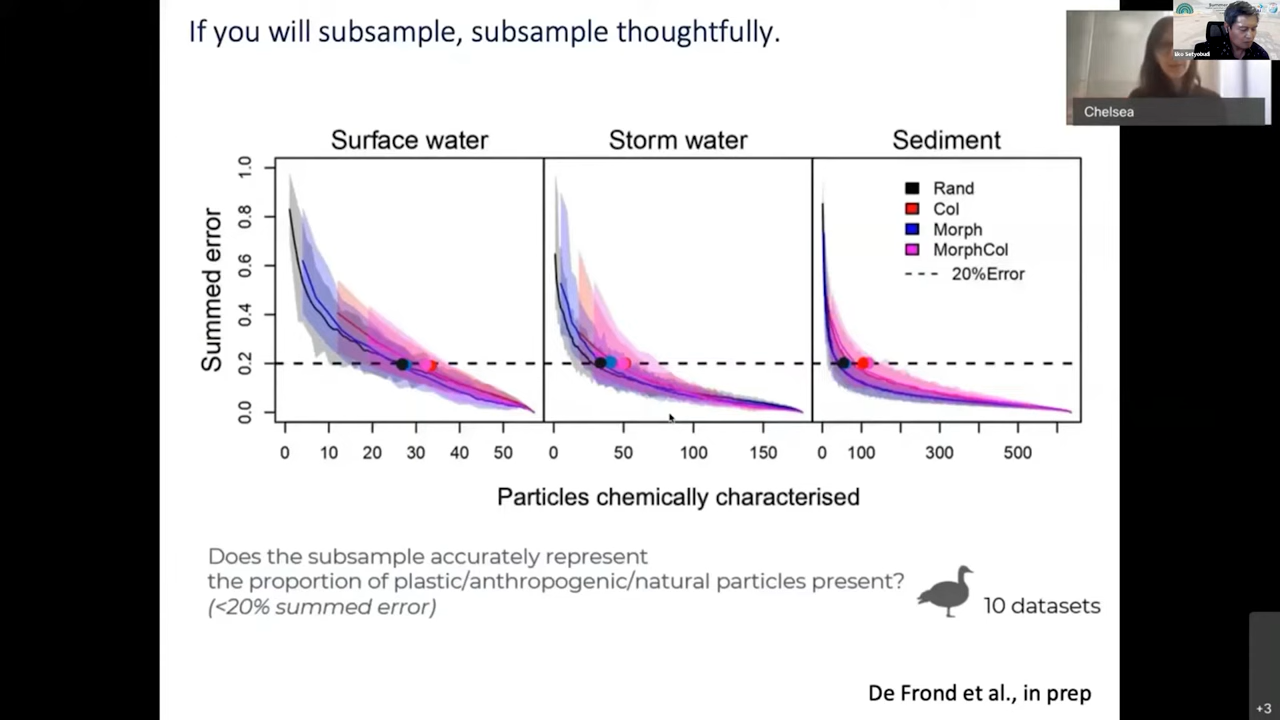 If you will subsample, subsample thoughtfully.
Eko Setyobudi
Chelsea
Surface water
Storm water
Sediment
Summed error
1.0
0.8
0.6
0.4
0.2
0.0
Rand
Col
Morph
MorphCol
20%Error
0 10 20 30 40 50
0 50 100 150
0 100 300 500
Particles chemically characterised
Does the subsample accurately represent
the proportion of plastic/anthropogenic/natural particles present?
(<20% summed error)
10 datasets
De Frond et al., in prep
+3